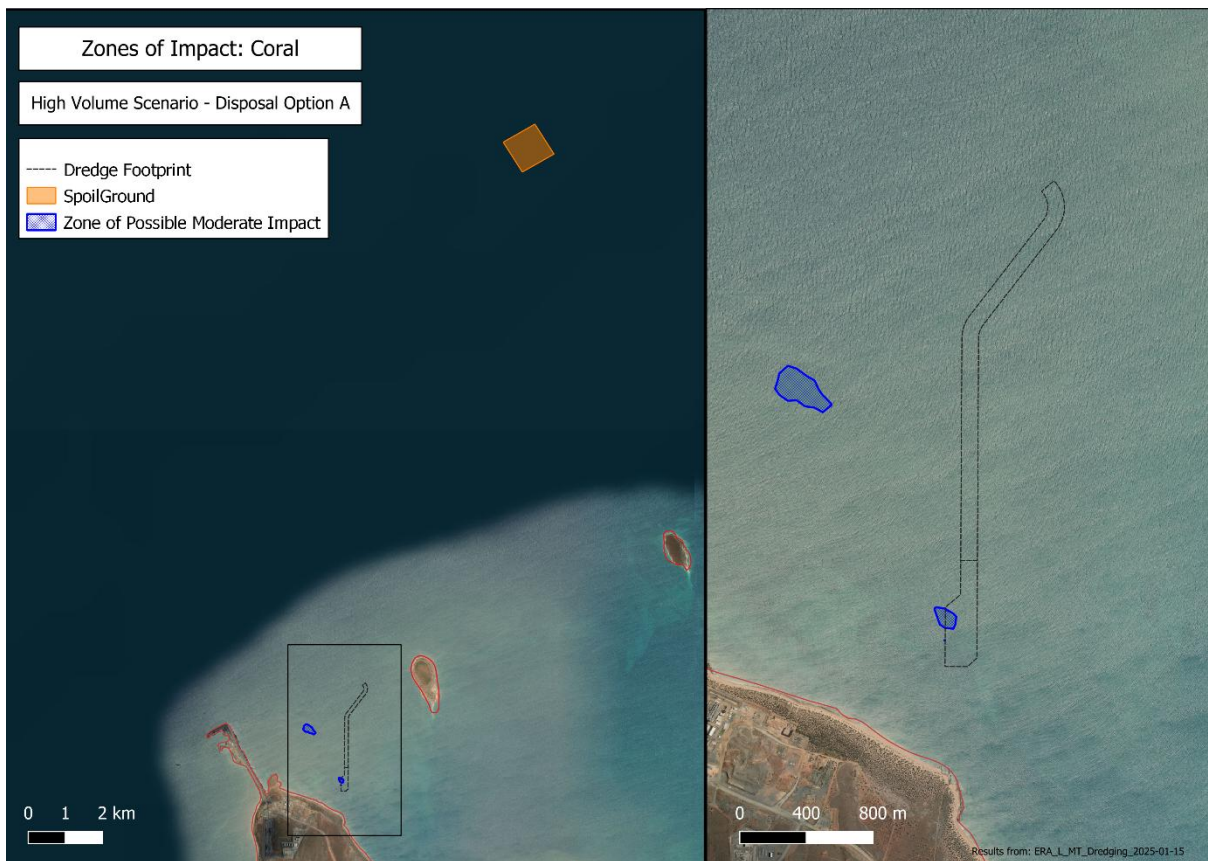 Zones of Impact: Coral
High Volume Scenario - Disposal Option A
Dredge Footprint
SpoilGround
Zone of Possible Moderate Impact
0 1 2 km
0 400 800 m
Results from: ERA_L_MT_Dredging_2025-01-15